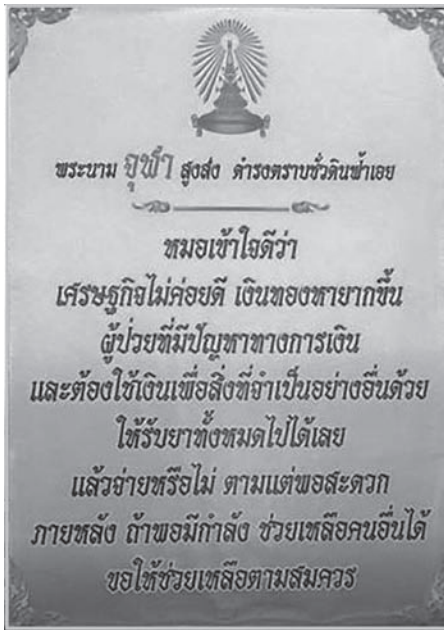 พระนาม จุฬา สูงส่ง ดำรงตราบชั่วดินฟ้าเอย
หมอเข้าใจดีว่า
เศรษฐกิจไม่ค่อยดี เงินทองหายากขึ้น
ผู้ป่วยที่มีปัญหาทางการเงิน
และต้องใช้เงินเพื่อสิ่งที่จำเป็นอย่างอื่นด้วย
ให้รับยาทั้งหมดไปได้เลย
แล้วจ่ายหรือไม่ ตามแต่พอสะดวก
ภายหลัง ถ้าพอมีกำลัง ช่วยเหลือคนอื่นได้
ขอให้ช่วยเหลือตามสมควร